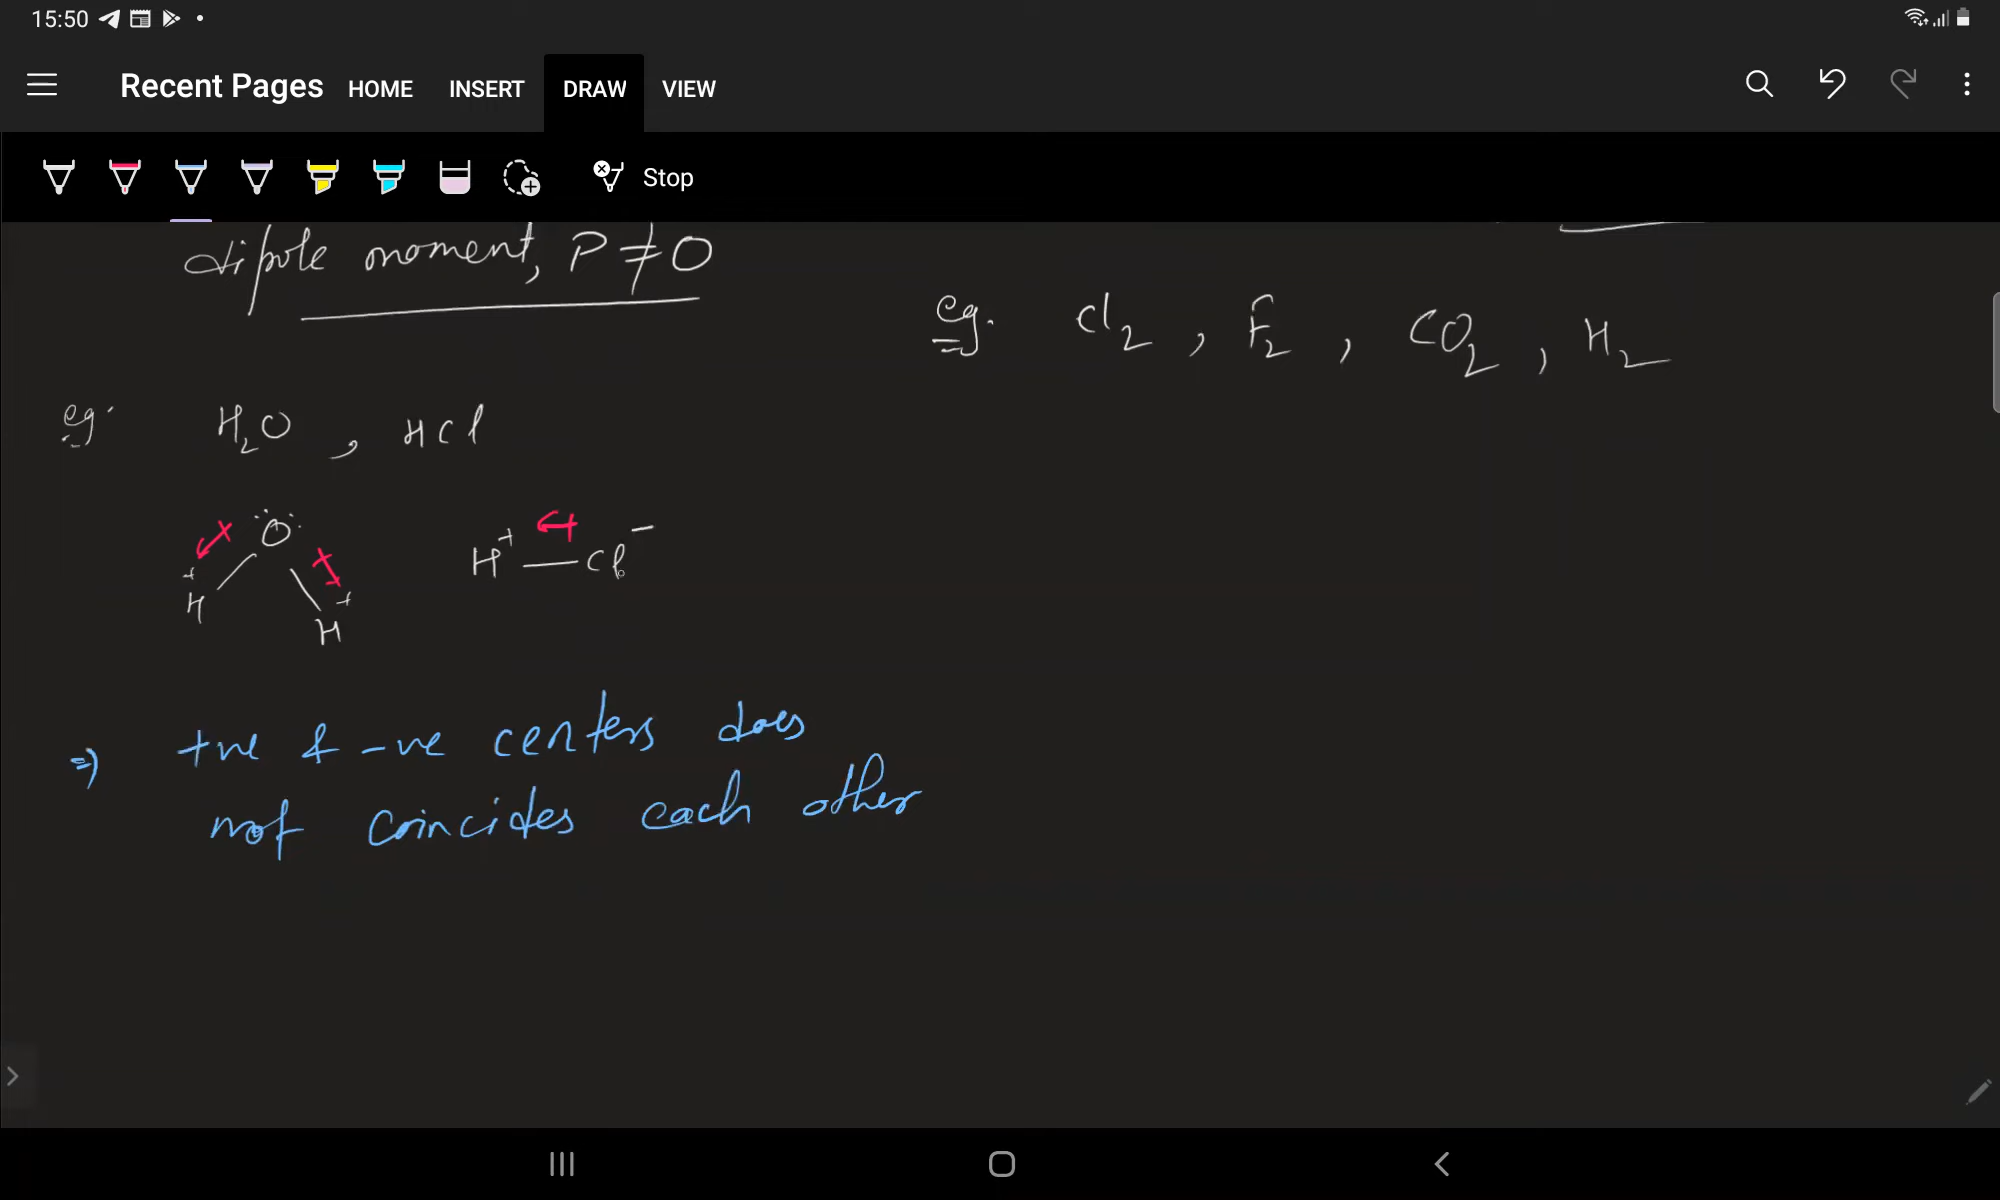 15:50
Recent Pages HOME INSERT DRAW VIEW
Stop
dipole moment, P ≠ 0
eg: H₂O , HCl
O
+ H H +
H⁺ — Cl⁻
⇒ +ve & -ve centers does
not coincides each other
eg. Cl₂ , F₂ , CO₂ , H₂